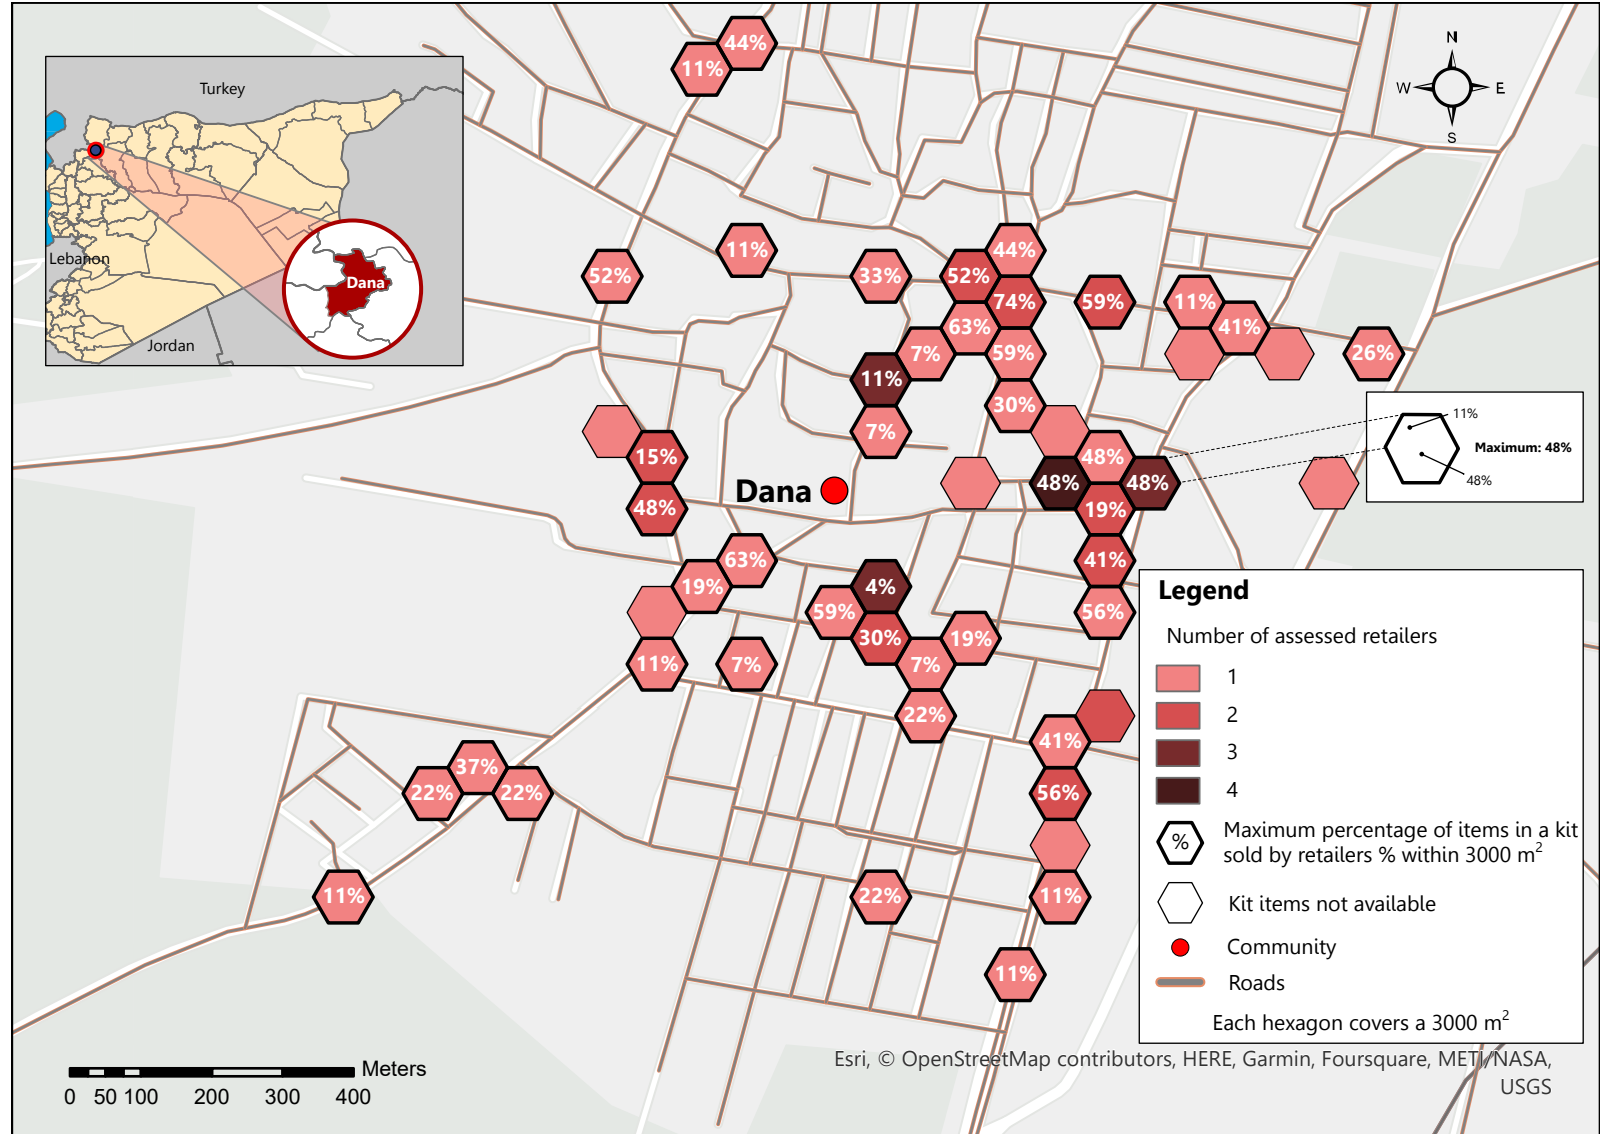 44%
11%
N
W
E
S
Turkey
Lebanon
Jordan
Dana
11%
44%
52%
33%
52%
74%
59%
11%
63%
41%
7%
59%
26%
11%
30%
7%
15%
48%
48%
48%
48%
19%
11%
Maximum: 48%
48%
Dana
63%
41%
19%
4%
59%
56%
30%
19%
11%
7%
7%
22%
41%
37%
22%
22%
56%
11%
22%
11%
11%
Legend
Number of assessed retailers
1
2
3
4
% Maximum percentage of items in a kit
sold by retailers % within 3000 m²
Kit items not available
Community
Roads
Each hexagon covers a 3000 m²
Meters
0 50 100 200 300 400
Esri, © OpenStreetMap contributors, HERE, Garmin, Foursquare, METI/NASA,
USGS